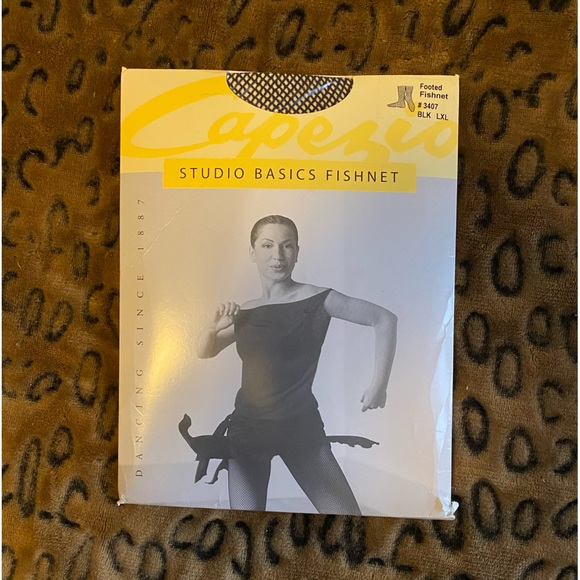 Footed
Fishnet
# 3407
BLK LXL
Capezio
STUDIO BASICS FISHNET
DANCING SINCE 1887